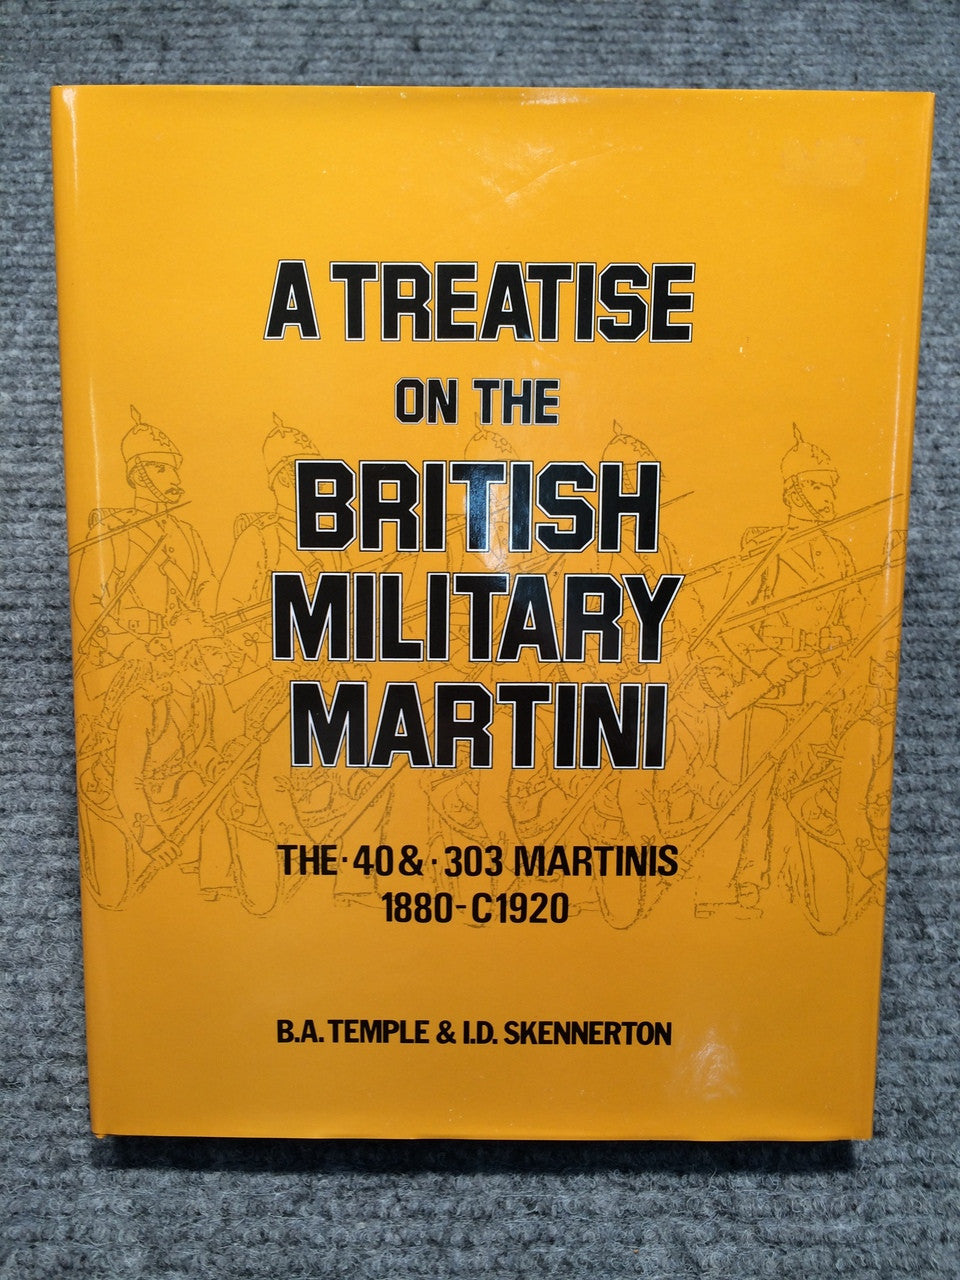 A TREATISE
ON THE
BRITISH
MILITARY
MARTINI
THE·40&·303 MARTINIS
1880-C1920
B.A. TEMPLE & I.D. SKENNERTON